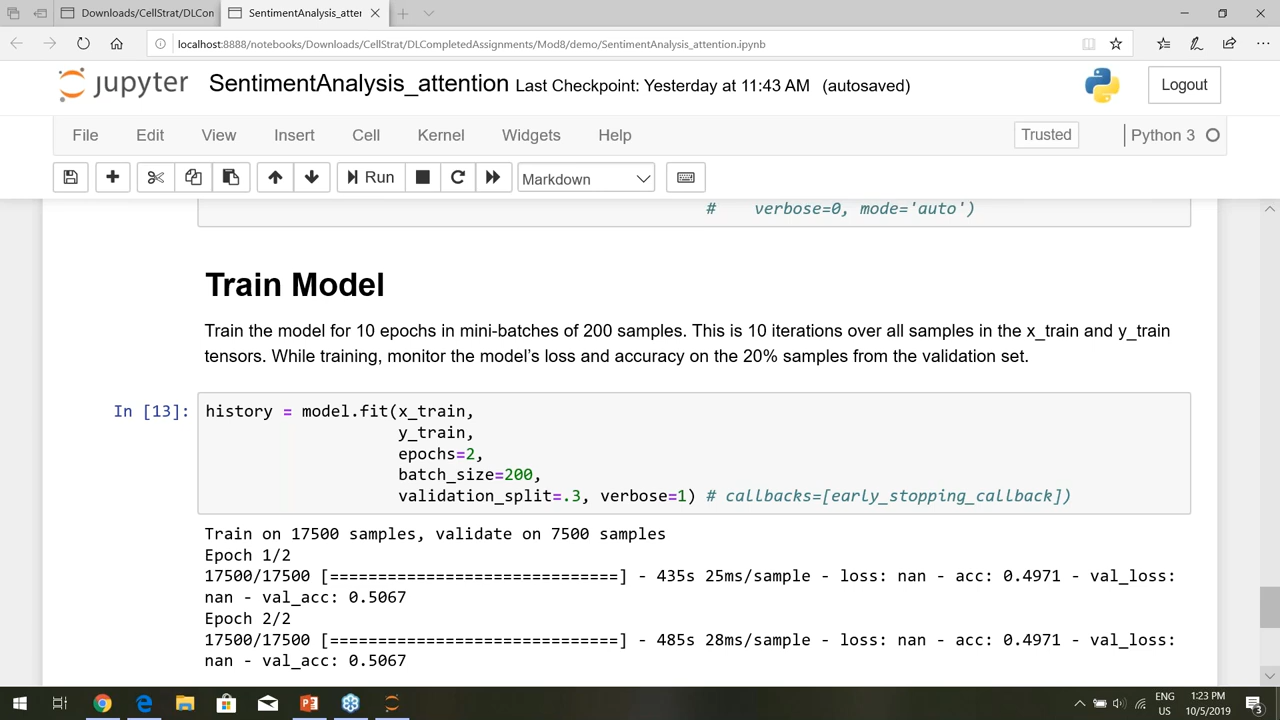 Downloads/CellStrat/DLCon
SentimentAnalysis_atter
localhost:8888/notebooks/Downloads/CellStrat/DLCompletedAssignments/Mod8/demo/SentimentAnalysis_attention.ipynb
jupyter SentimentAnalysis_attention Last Checkpoint: Yesterday at 11:43 AM (autosaved)
Logout
File Edit View Insert Cell Kernel Widgets Help
Trusted
Python 3
Run
Markdown
# verbose=0, mode='auto')
Train Model
Train the model for 10 epochs in mini-batches of 200 samples. This is 10 iterations over all samples in the x_train and y_train
tensors. While training, monitor the model's loss and accuracy on the 20% samples from the validation set.
In [13]: history = model.fit(x_train,
y_train,
epochs=2,
batch_size=200,
validation_split=.3, verbose=1) # callbacks=[early_stopping_callback])
Train on 17500 samples, validate on 7500 samples
Epoch 1/2
17500/17500 [==============================] - 435s 25ms/sample - loss: nan - acc: 0.4971 - val_loss:
nan - val_acc: 0.5067
Epoch 2/2
17500/17500 [==============================] - 485s 28ms/sample - loss: nan - acc: 0.4971 - val_loss:
nan - val_acc: 0.5067
ENG
US
1:23 PM
10/5/2019
3